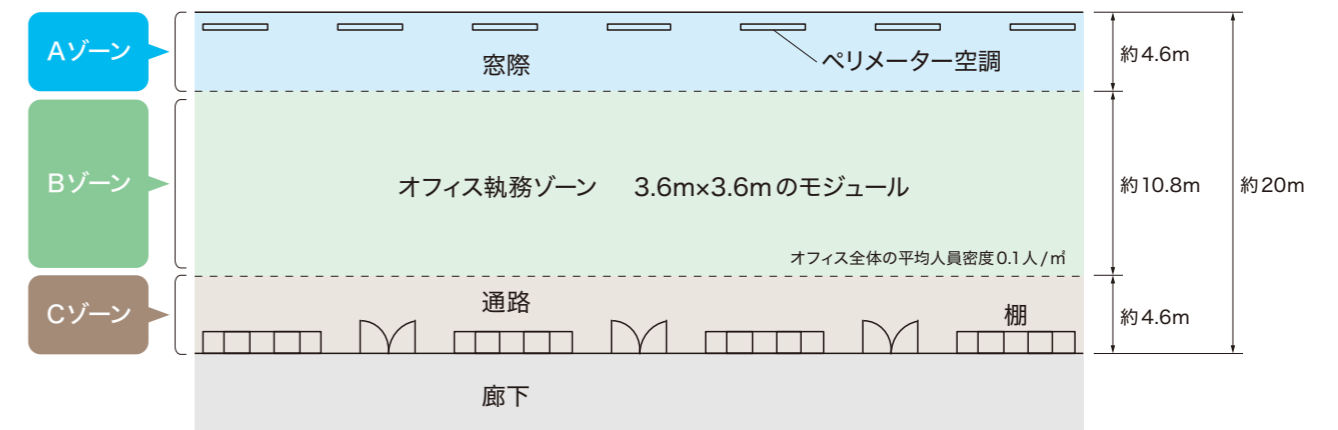 Aゾーン
窓際
ペリメーター空調
約4.6m
Bゾーン
オフィス執務ゾーン 3.6m×3.6mのモジュール
約10.8m
約20m
オフィス全体の平均人員密度0.1人/㎡
Cゾーン
通路
棚
約4.6m
廊下